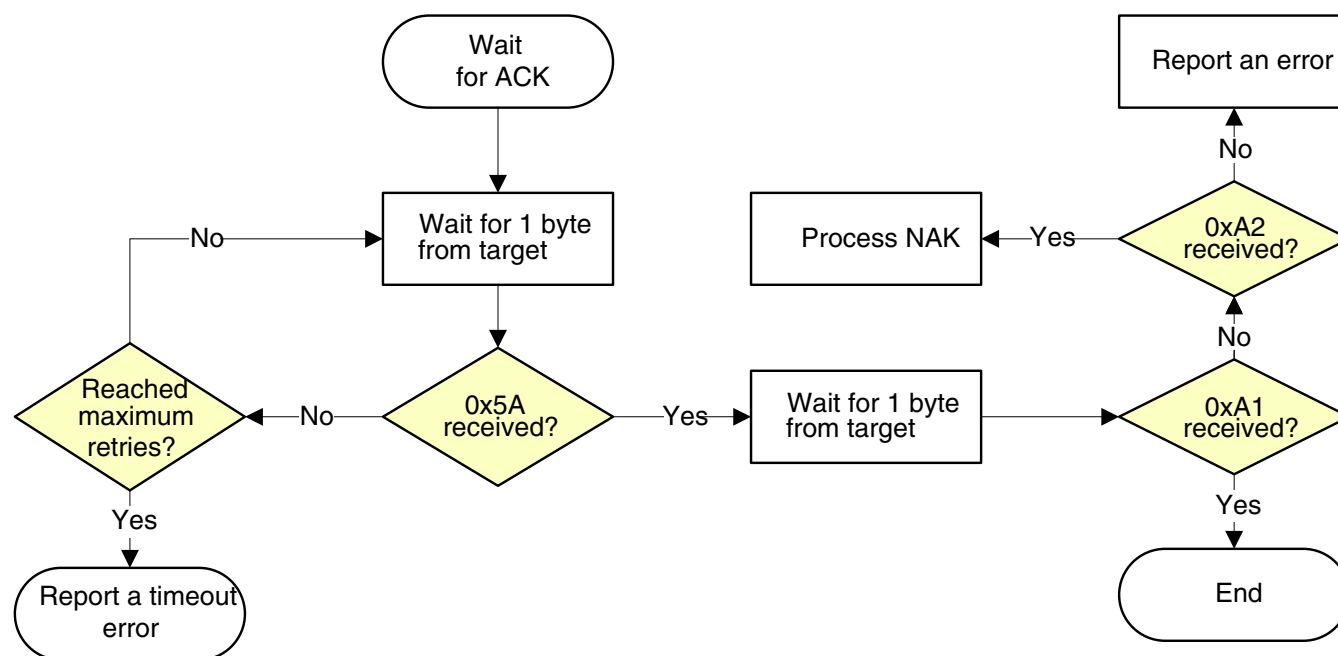 Wait
for ACK
Report an error
No
Wait for 1 byte
from target
No
Process NAK
Yes
0xA2
received?
No
Reached
maximum
retries?
No
0x5A
received?
Yes
Wait for 1 byte
from target
0xA1
received?
Yes
Yes
Report a timeout
error
End